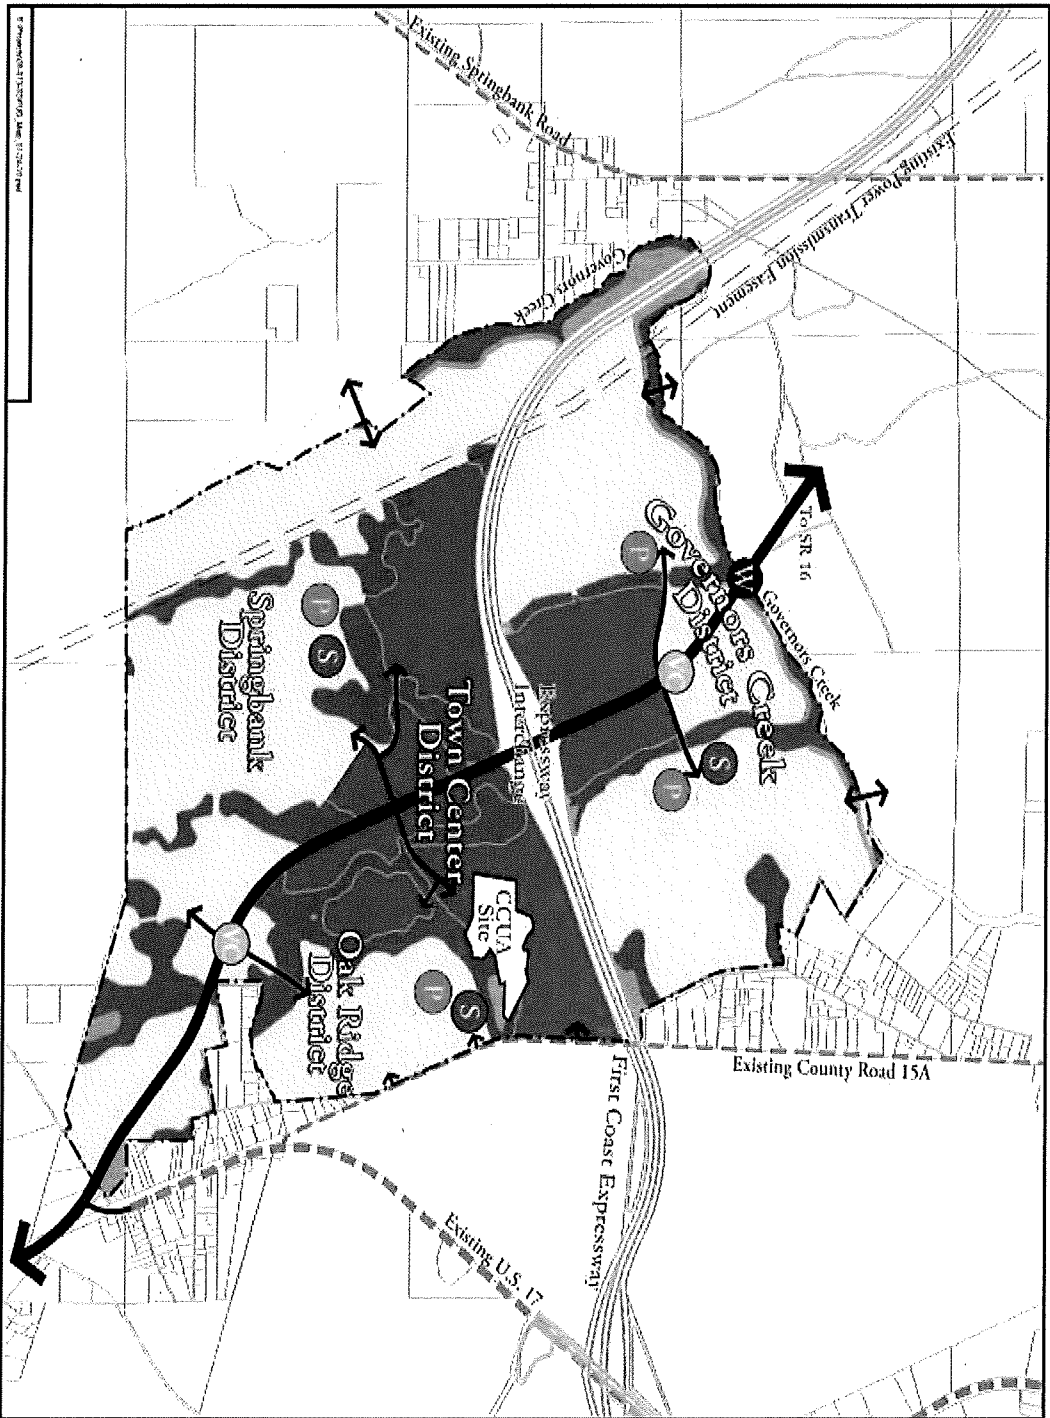 Existing Springbank Road
Existing Power Transmission Easement
Governors Creek
To SR 16
W
Governors Creek
Governors Creek
District
P
S
P
Expressway
Interchange
Town Center
District
P
S
Springbank
District
CCUA
Site
Oak Ridge
District
P
S
First Coast Expressway
Existing County Road 15A
Existing U.S. 17